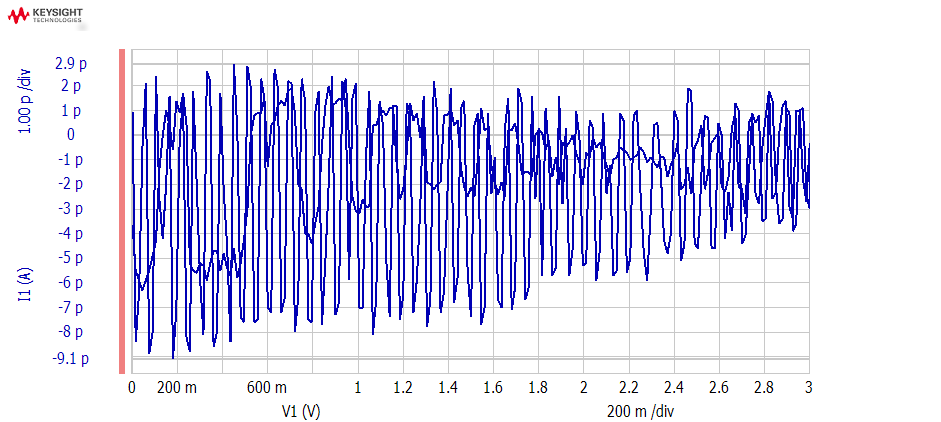 KEYSIGHT
TECHNOLOGIES
1.00 p /div
I1 (A)
2.9 p
2 p
1 p
0
-1 p
-2 p
-3 p
-4 p
-5 p
-6 p
-7 p
-8 p
-9.1 p
0 200 m 600 m 1 1.2 1.4 1.6 1.8 2 2.2 2.4 2.6 2.8 3
V1 (V) 200 m /div